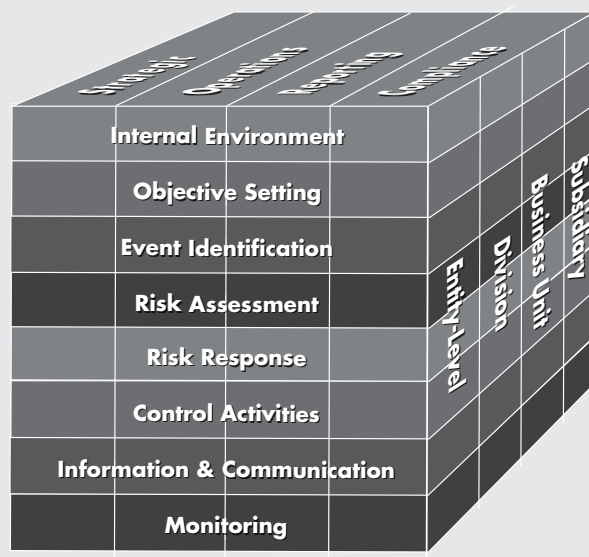 Strategic
Operations
Reporting
Compliance
Internal Environment
Objective Setting
Event Identification
Risk Assessment
Risk Response
Control Activities
Information & Communication
Monitoring
Entity-Level
Division
Business Unit
Subsidiary